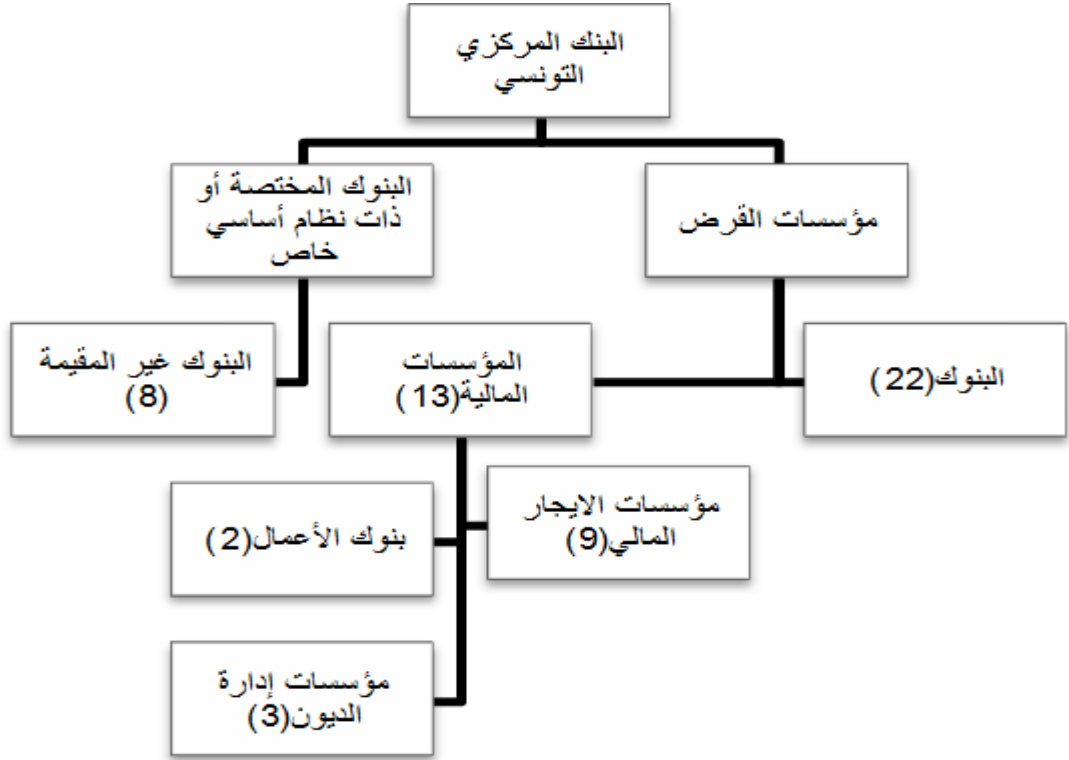 البنك المركزي
التونسي
مؤسسات القرض
البنوك المختصة أو
ذات نظام أساسي
خاص
البنوك(22)
المؤسسات
المالية(13)
البنوك غير المقيمة
(8)
مؤسسات الايجار
المالي(9)
بنوك الأعمال(2)
مؤسسات إدارة
الديون(3)